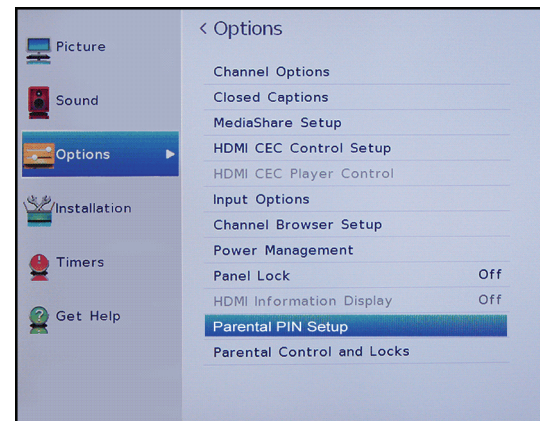 < Options
Picture
Sound
Options
Installation
Timers
Get Help
Channel Options
Closed Captions
MediaShare Setup
HDMI CEC Control Setup
HDMI CEC Player Control
Input Options
Channel Browser Setup
Power Management
Panel Lock Off
HDMI Information Display Off
Parental PIN Setup
Parental Control and Locks